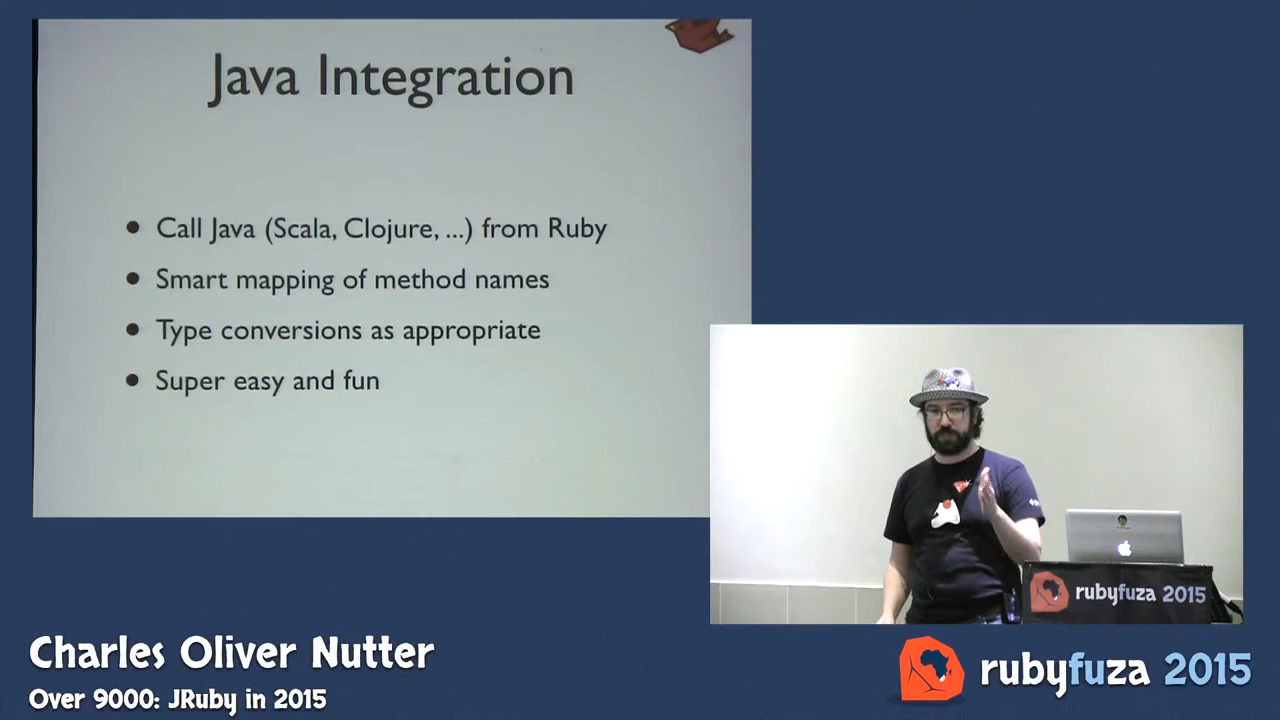 Java Integration
• Call Java (Scala, Clojure, ...) from Ruby
• Smart mapping of method names
• Type conversions as appropriate
• Super easy and fun
rubyfuza 2015
Charles Oliver Nutter
Over 9000: JRuby in 2015
rubyfuza 2015